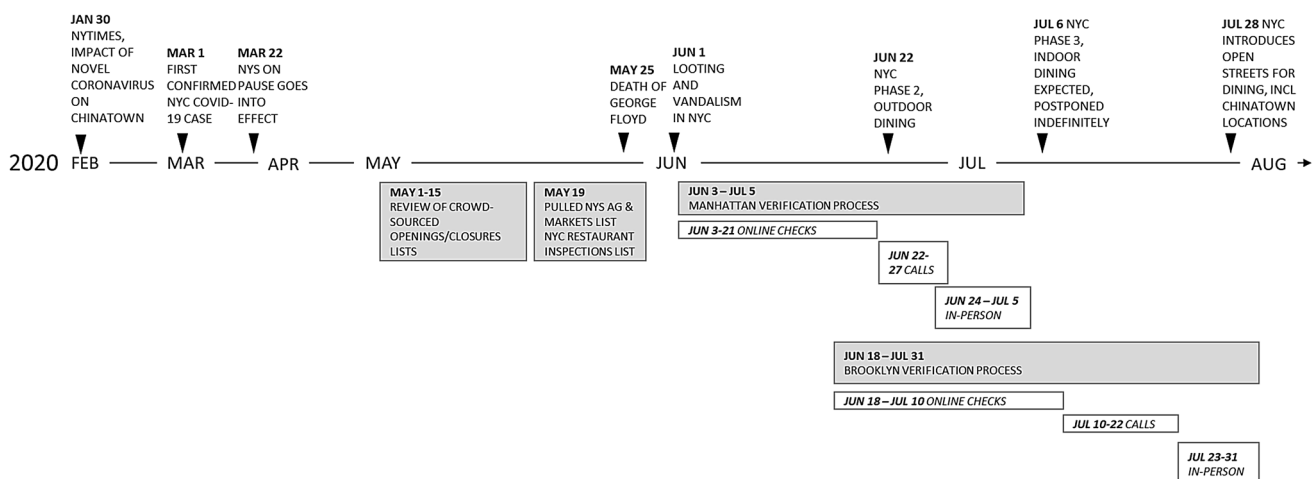 JAN 30
NYTIMES,
IMPACT OF
NOVEL
CORONAVIRUS
ON
CHINATOWN
MAR 1
FIRST
CONFIRMED
NYC COVID-
19 CASE
MAR 22
NYS ON
PAUSE GOES
INTO
EFFECT
MAY 25
DEATH OF
GEORGE
FLOYD
JUN 1
LOOTING
AND
VANDALISM
IN NYC
JUN 22
NYC
PHASE 2,
OUTDOOR
DINING
JUL 6 NYC
PHASE 3,
INDOOR
DINING
EXPECTED,
POSTPONED
INDEFINITELY
JUL 28 NYC
INTRODUCES
OPEN
STREETS FOR
DINING, INCL
CHINATOWN
LOCATIONS
2020 FEB MAR APR MAY JUN JUL AUG
MAY 1-15
REVIEW OF CROWD-
SOURCED
OPENINGS/CLOSURES
LISTS
MAY 19
PULLED NYS AG &
MARKETS LIST
NYC RESTAURANT
INSPECTIONS LIST
JUN 3 – JUL 5
MANHATTAN VERIFICATION PROCESS
JUN 3-21 ONLINE CHECKS
JUN 22-
27 CALLS
JUN 24 – JUL 5
IN-PERSON
JUN 18 – JUL 31
BROOKLYN VERIFICATION PROCESS
JUN 18 – JUL 10 ONLINE CHECKS
JUL 10-22 CALLS
JUL 23-31
IN-PERSON